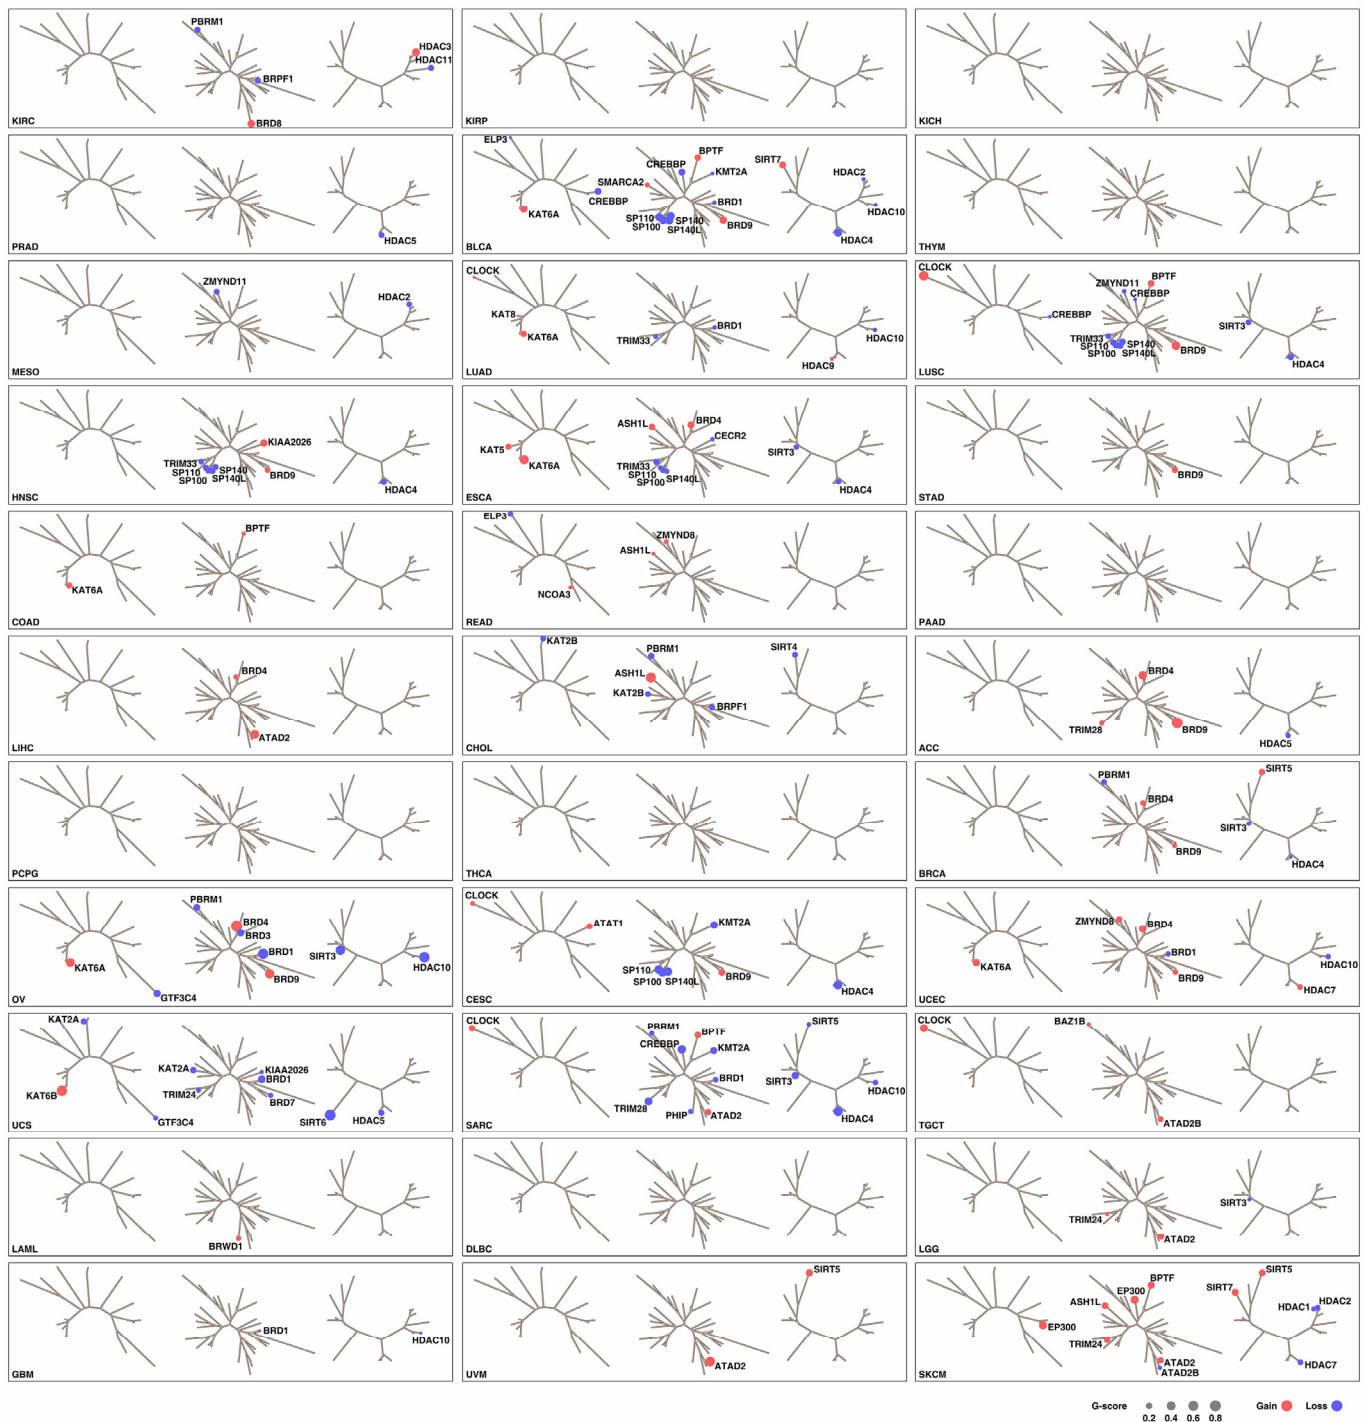 PBRM1
HDAC3
HDAC11
BRPF1
BRD8
KIRC
KIRP
KICH
HDAC5
PRAD
ELP3
CREBBP
BPTF
SIRT7
KMT2A
HDAC2
SMARCA2
CREBBP
BRD1
HDAC10
KAT6A
SP110
SP140
SP100
SP140L
BRD9
HDAC4
BLCA
THYM
ZMYND11
HDAC2
MESO
CLOCK
KAT8
KAT6A
BRD1
TRIM33
HDAC10
HDAC9
LUAD
CLOCK
ZMYND11
BPTF
CREBBP
CREBBP
SIRT3
TRIM33
SP110
SP140
SP100
SP140L
BRD9
HDAC4
LUSC
KIAA2026
TRIM33
SP110
SP140
SP100
SP140L
BRD9
HDAC4
HNSC
ASH1L
BRD4
CECR2
KAT5
KAT6A
SIRT3
TRIM33
SP110
SP100
SP140L
HDAC4
ESCA
BRD9
STAD
BPTF
KAT6A
COAD
ELP3
ZMYND8
ASH1L
NCOA3
READ
PAAD
BRD4
ATAD2
LIHC
KAT2B
PBRM1
SIRT4
ASH1L
KAT2B
BRPF1
CHOL
BRD4
TRIM28
BRD9
HDAC5
ACC
PCPG
THCA
PBRM1
SIRT5
BRD4
SIRT3
BRD9
HDAC4
BRCA
PBRM1
BRD4
BRD3
BRD1
SIRT3
KAT6A
HDAC10
BRD9
GTF3C4
OV
CLOCK
ATAT1
KMT2A
SP110
SP100
SP140L
BRD9
HDAC4
CESC
ZMYND8
BRD4
BRD1
KAT6A
HDAC10
BRD9
HDAC7
UCEC
KAT2A
KAT2A
KIAA2026
BRD1
KAT6B
TRIM24
BRD7
GTF3C4
SIRT6
HDAC5
UCS
CLOCK
PBRM1
BPTF
SIRT5
CREBBP
KMT2A
BRD1
SIRT3
HDAC10
TRIM28
PHIP
ATAD2
HDAC4
SARC
CLOCK
BAZ1B
ATAD2B
TGCT
BRWD1
LAML
DLBC
SIRT3
TRIM24
ATAD2
LGG
BRD1
HDAC10
GBM
SIRT5
ATAD2
UVM
BPTF
SIRT5
EP300
SIRT7
ASH1L
HDAC1
HDAC2
EP300
TRIM24
ATAD2
ATAD2B
HDAC7
SKCM
G-score
0.2 0.4 0.6 0.8
Gain
Loss